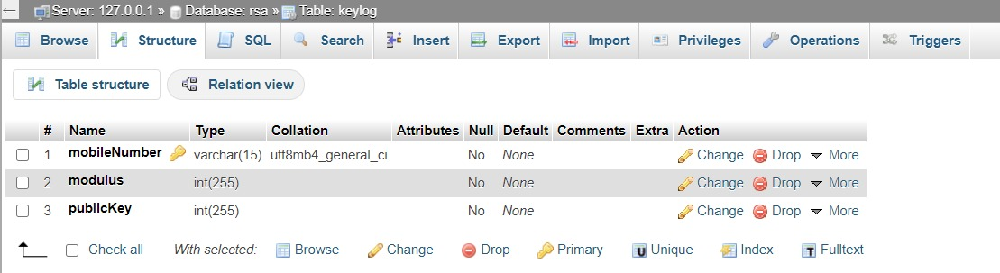 Server: 127.0.0.1 » Database: rsa » Table: keylog
Browse Structure SQL Search Insert Export Import Privileges Operations Triggers
Table structure Relation view
# Name Type Collation Attributes Null Default Comments Extra Action
1 mobileNumber varchar(15) utf8mb4_general_ci No None Change Drop More
2 modulus int(255) No None Change Drop More
3 publicKey int(255) No None Change Drop More
Check all With selected: Browse Change Drop Primary Unique Index Fulltext